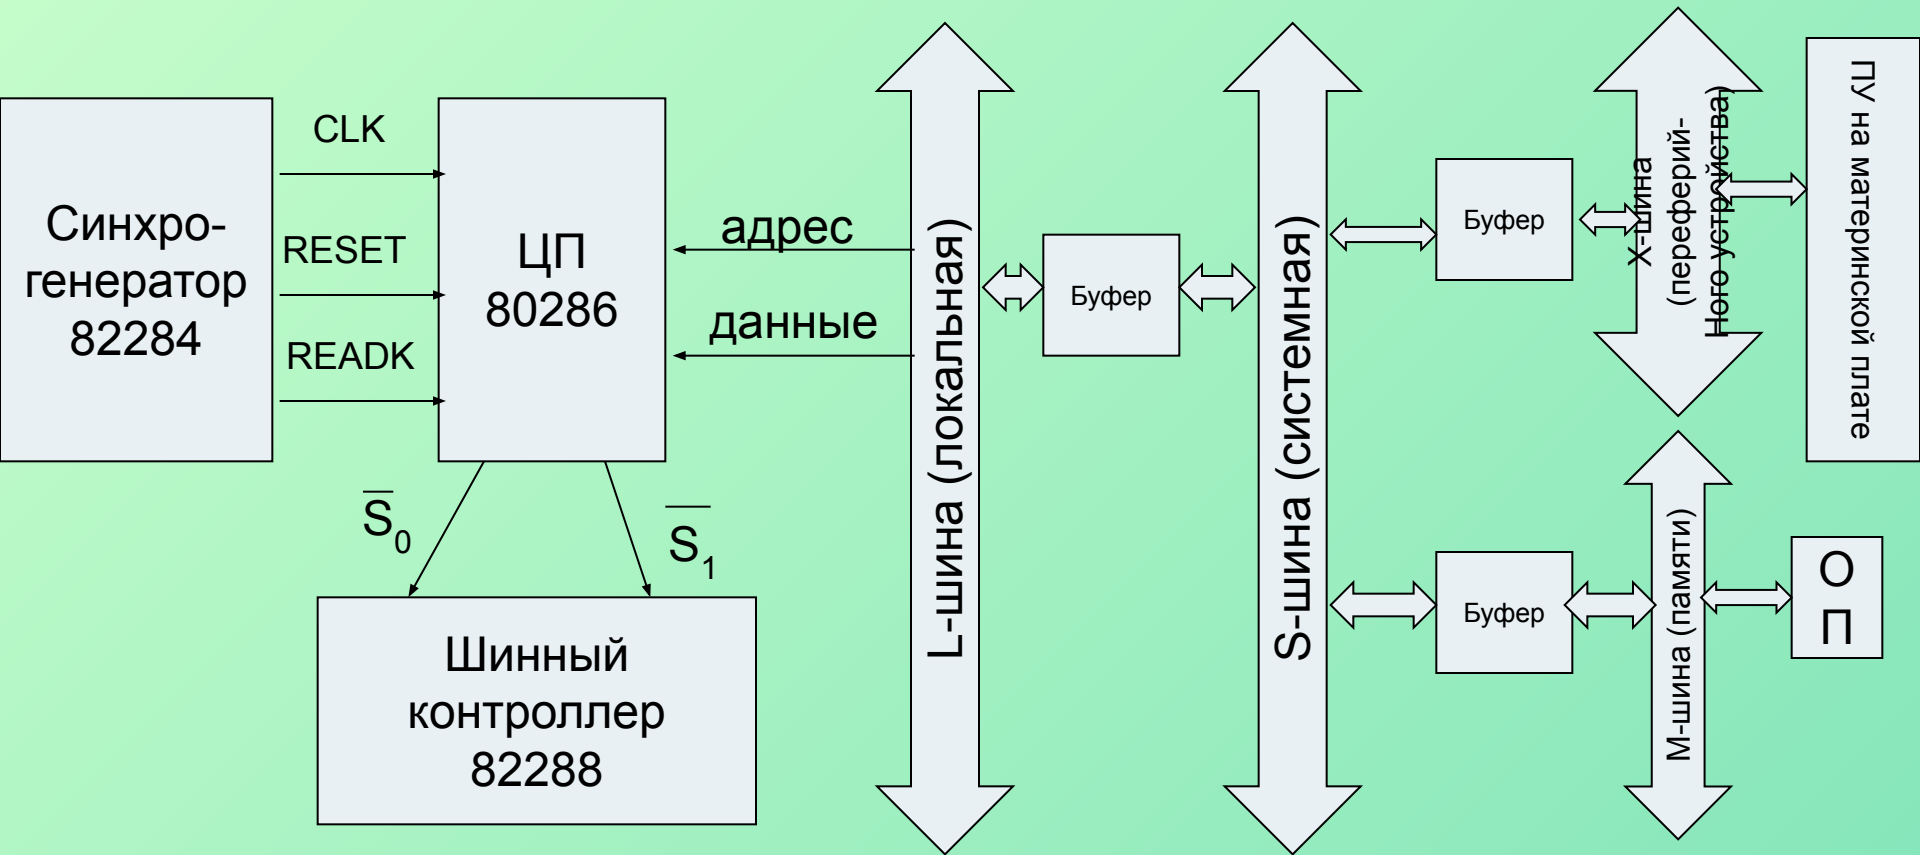 Синхро-
генератор
82284
CLK
RESET
READK
ЦП
80286
S0
S1
Шинный
контроллер
82288
адрес
данные
L-шина (локальная)
Буфер
S-шина (системная)
Буфер
Буфер
X-шина
(переферий-
Ного устройства)
М-шина (памяти)
ПУ на материнской плате
О
П